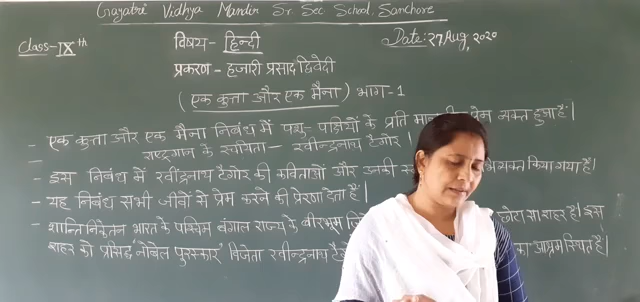 Gayatri Vidhya Mandir Sr. Sec School, Sanchore
Class-IXth
विषय- हिन्दी
Date:- 27 Aug, 2020
प्रकरण - हजारी प्रसाद द्विवेदी
(एक कुत्ता और एक मैना) भाग-1
- एक कुत्ता और एक मैना निबंध में पशु-पक्षियों के प्रति प्रेम व्यक्त हुआ है।
- राष्ट्रगान के रचयिता - रवीन्द्रनाथ टैगोर।
- इस निबंध में रवीन्द्रनाथ टैगोर की कविताओं और उनकी किया गया है।
- यह निबंध सभी जीवों से प्रेम करने की प्रेरणा देता है।
- शान्ति निकेतन भारत के पश्चिम बंगाल राज्य के बीरभूम छोटा सा शहर है। इस
शहर को प्रसिद्ध "नोबेल पुरस्कार" विजेता रवीन्द्रनाथ का आश्रम स्थित है।